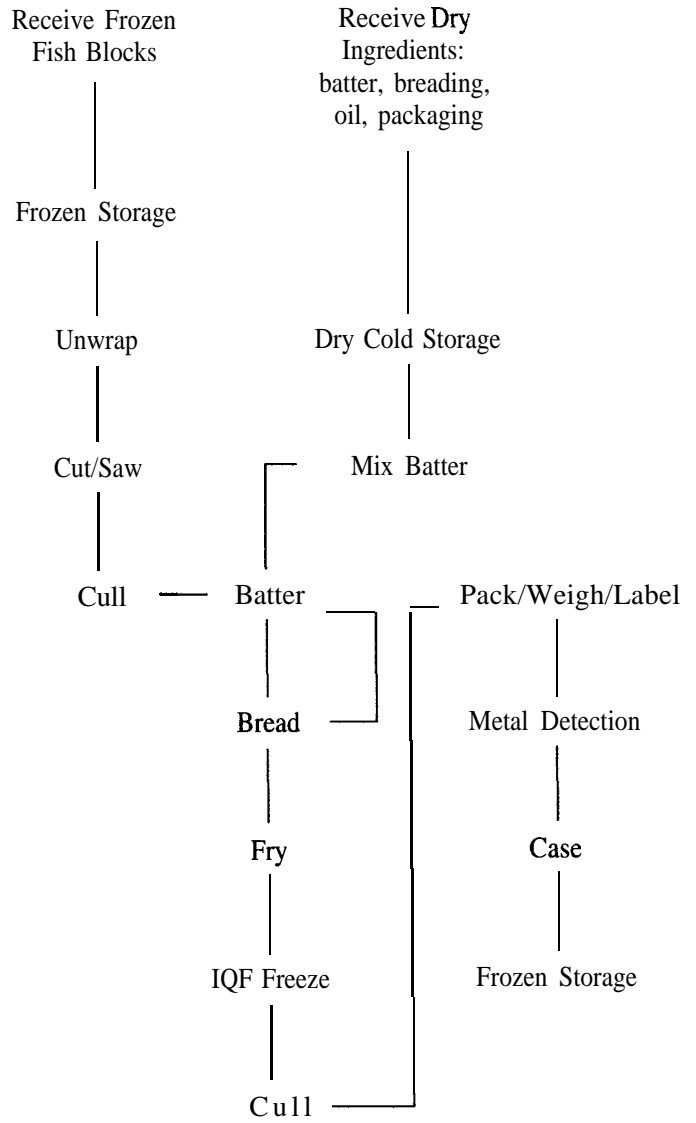 Receive Frozen
Fish Blocks
Frozen Storage
Unwrap
Cut/Saw
Cull
Receive Dry
Ingredients:
batter, breading,
oil, packaging
Dry Cold Storage
Mix Batter
Batter
Bread
Fry
IQF Freeze
Cull
Pack/Weigh/Label
Metal Detection
Case
Frozen Storage